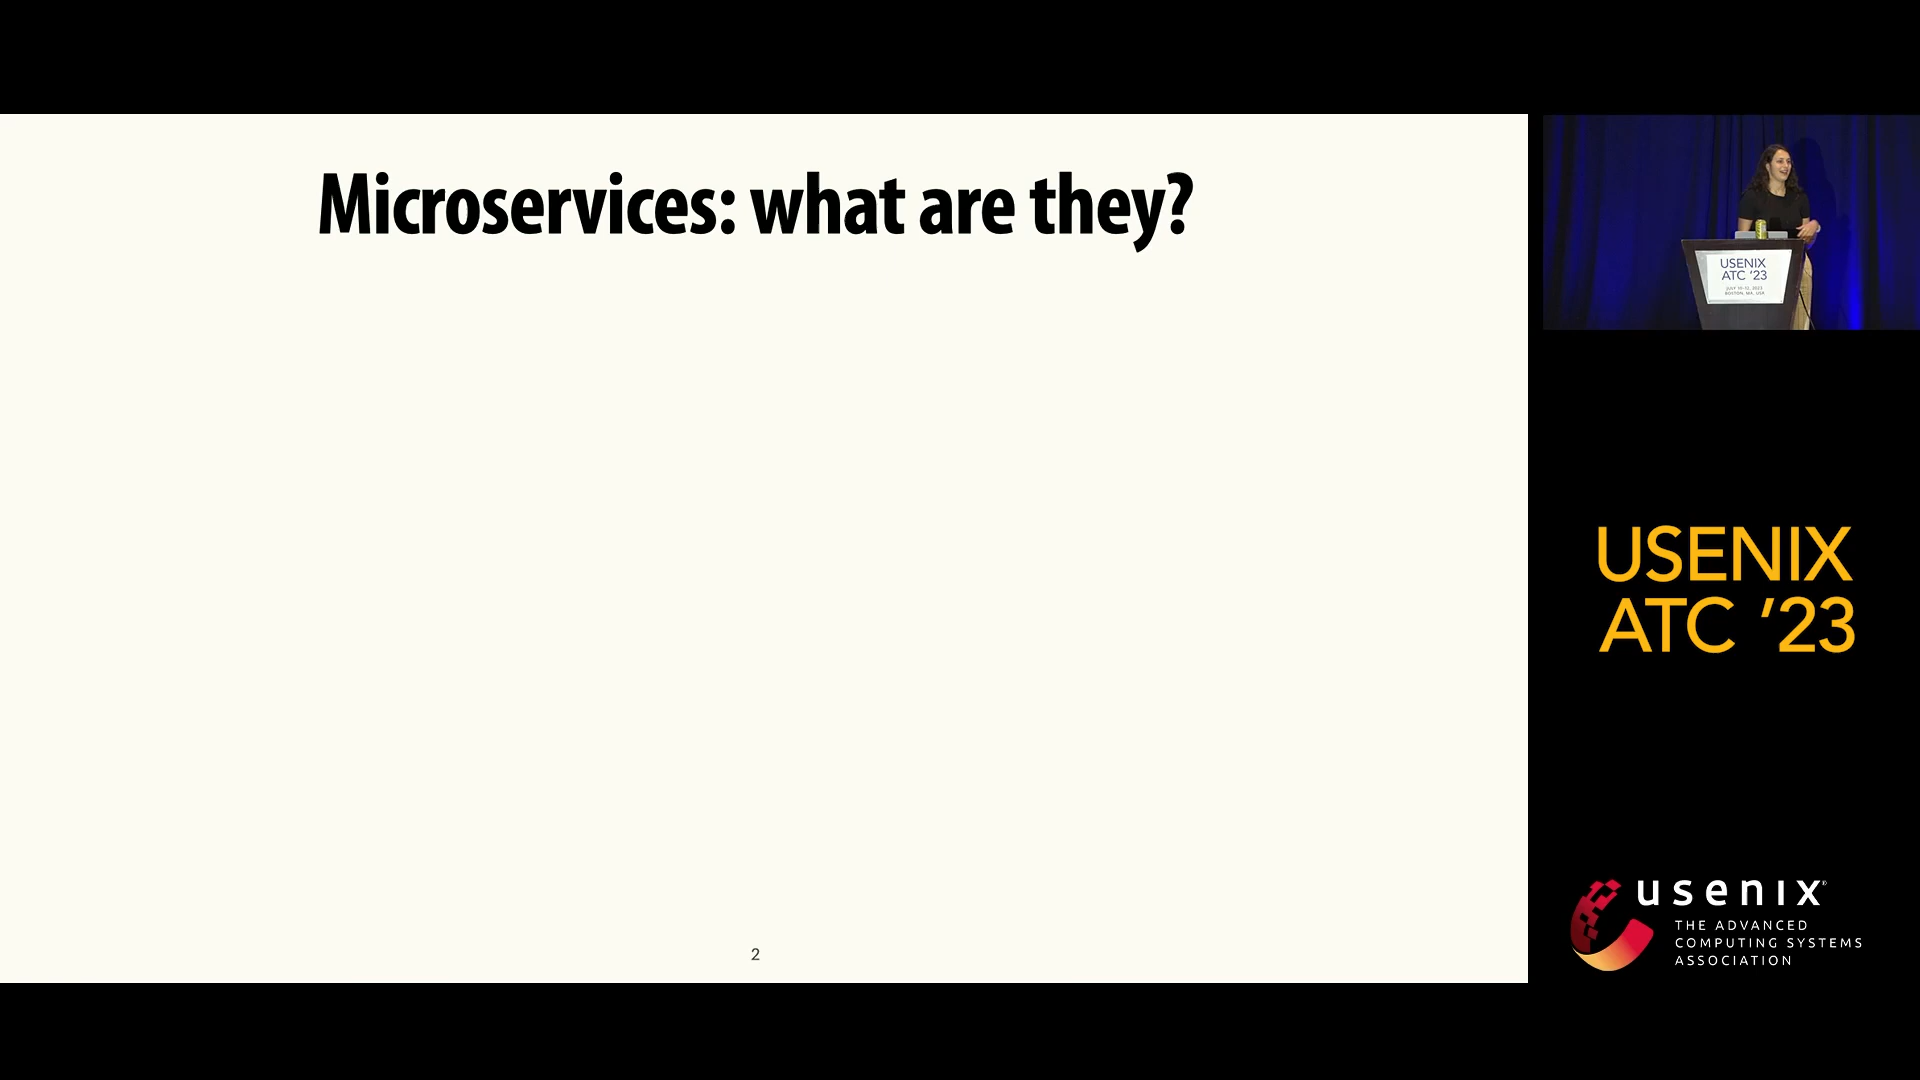 Microservices: what are they?
2
USENIX
ATC ’23
JULY 10–12, 2023
BOSTON, MA, USA
USENIX
ATC ’23
usenix®
THE ADVANCED
COMPUTING SYSTEMS
ASSOCIATION